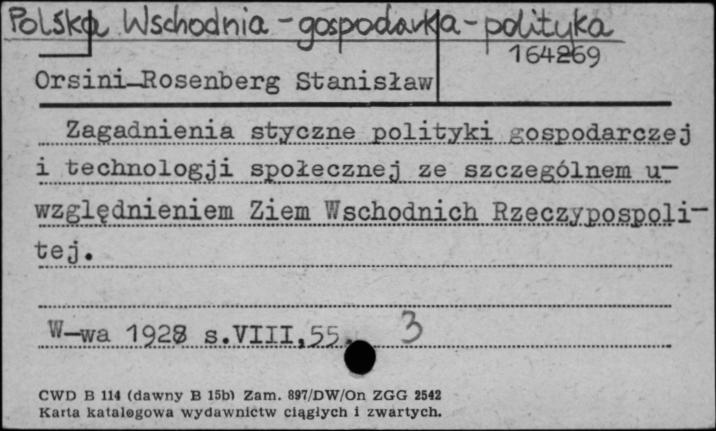 Polska Wschodnia - gospodarka - polityka
164269
Orsini-Rosenberg Stanisław
Zagadnienia styczne polityki gospodarczej
i technologji społecznej ze szczególnem u-
względnieniem Ziem Wschodnich Rzeczypospoli-
tej.
W-wa 1928 s.VIII,55. 3
CWD B 114 (dawny B 15b) Zam. 897/DW/On ZGG 2542
Karta katalogowa wydawnictw ciągłych i zwartych.